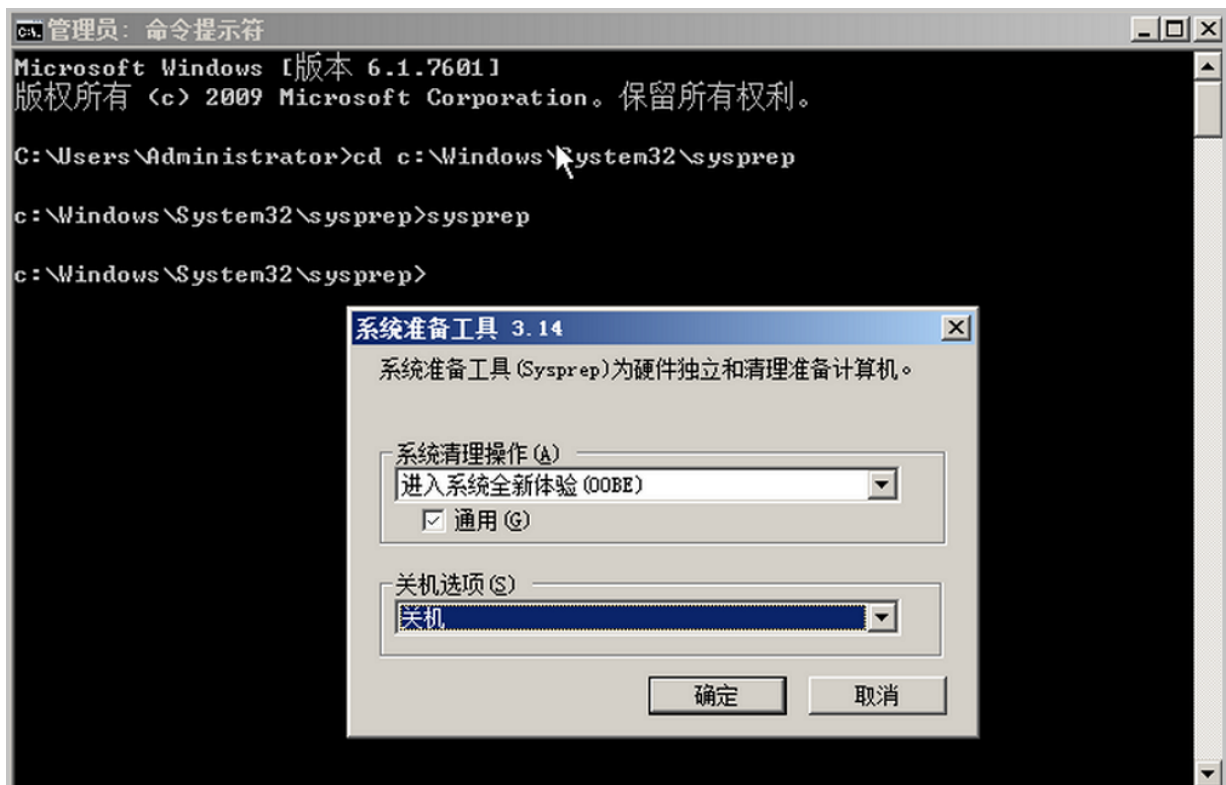 管理员: 命令提示符
Microsoft Windows [版本 6.1.7601]
版权所有 (c) 2009 Microsoft Corporation。保留所有权利。
C:\Users\Administrator>cd c:\Windows\System32\sysprep
c:\Windows\System32\sysprep>sysprep
c:\Windows\System32\sysprep>
系统准备工具 3.14
系统准备工具(Sysprep)为硬件独立和清理准备计算机。
系统清理操作(A)
进入系统全新体验(OOBE)
通用(G)
关机选项(S)
关机
确定 取消